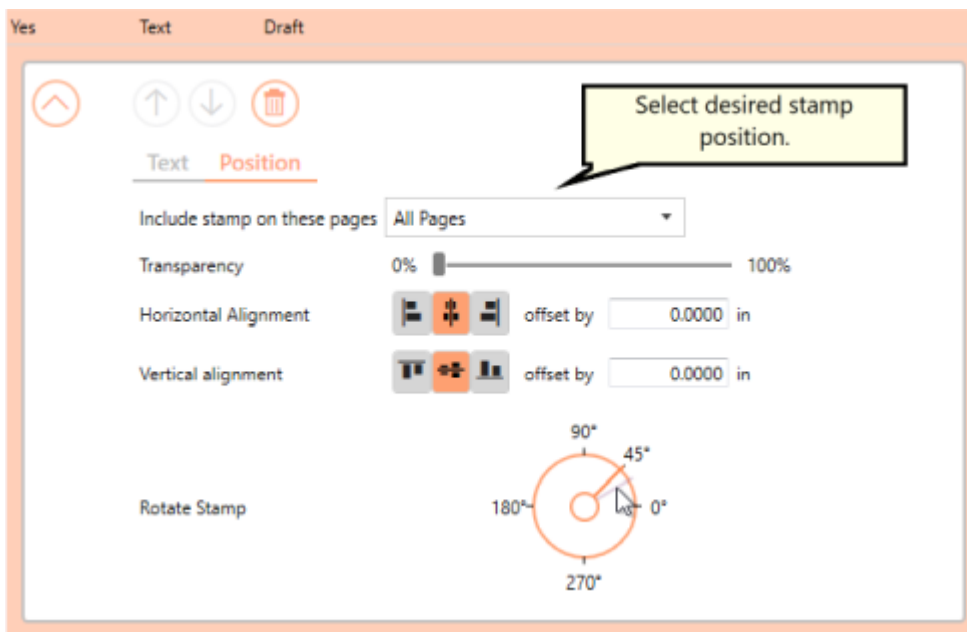 Yes Text Draft
Select desired stamp
position.
Text Position
Include stamp on these pages All Pages
Transparency 0% 100%
Horizontal Alignment offset by 0.0000 in
Vertical alignment offset by 0.0000 in
90°
45°
Rotate Stamp 180° 0°
270°